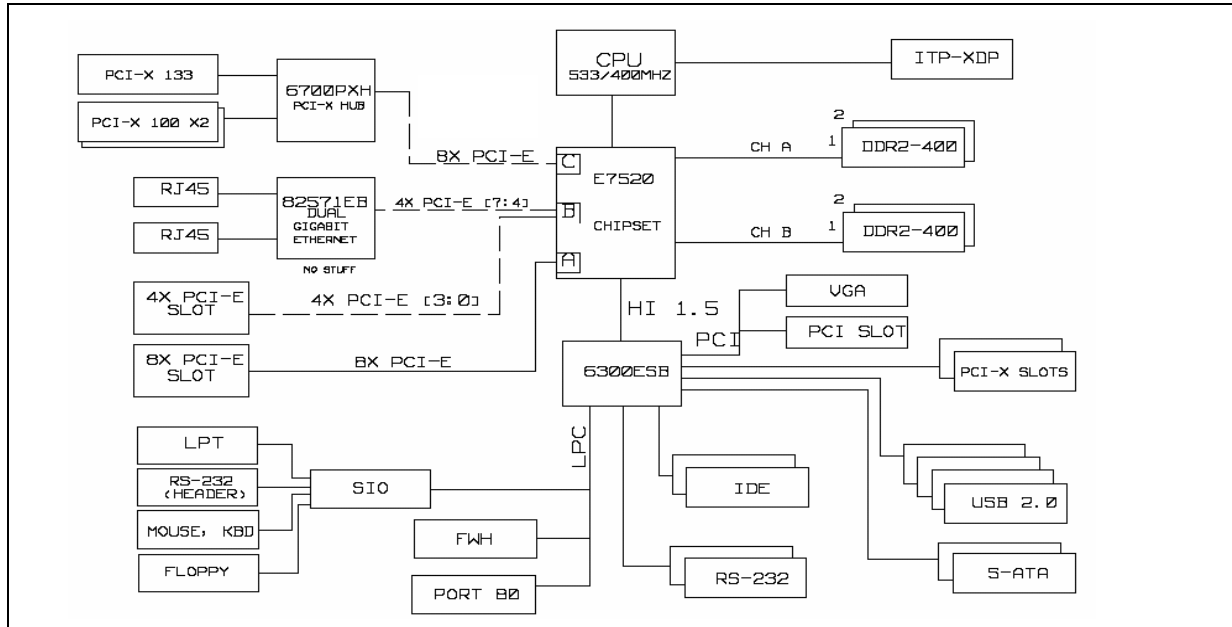 CPU
533/400MHZ
ITP-XDP
PCI-X 133
6700PXH
PCI-X HUB
PCI-X 100 X2
8X PCI-E
C
E7520
CHIPSET
B
A
CH A
2
1
DDR2-400
CH B
2
1
DDR2-400
RJ45
RJ45
82571EB
DUAL
GIGABIT
ETHERNET
NO STUFF
4X PCI-E [7:4]
4X PCI-E
SLOT
4X PCI-E [3:0]
8X PCI-E
SLOT
8X PCI-E
HI 1.5
PCI
VGA
PCI SLOT
6300ESB
PCI-X SLOTS
LPC
LPT
RS-232
(HEADER)
MOUSE, KBD
FLOPPY
SIO
FWH
PORT 80
IDE
RS-232
USB 2.0
S-ATA